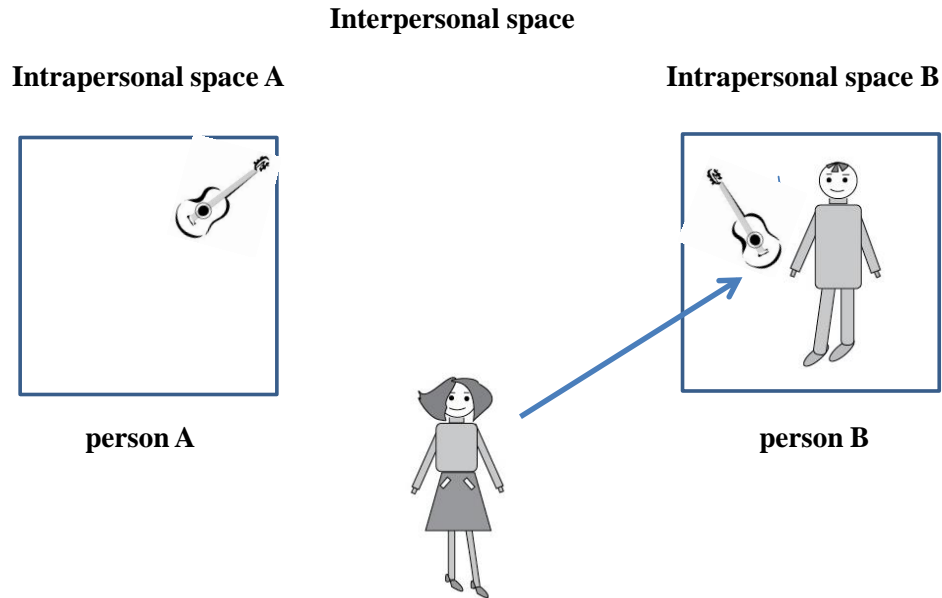 Interpersonal space
Intrapersonal space A
Intrapersonal space B
person A
person B